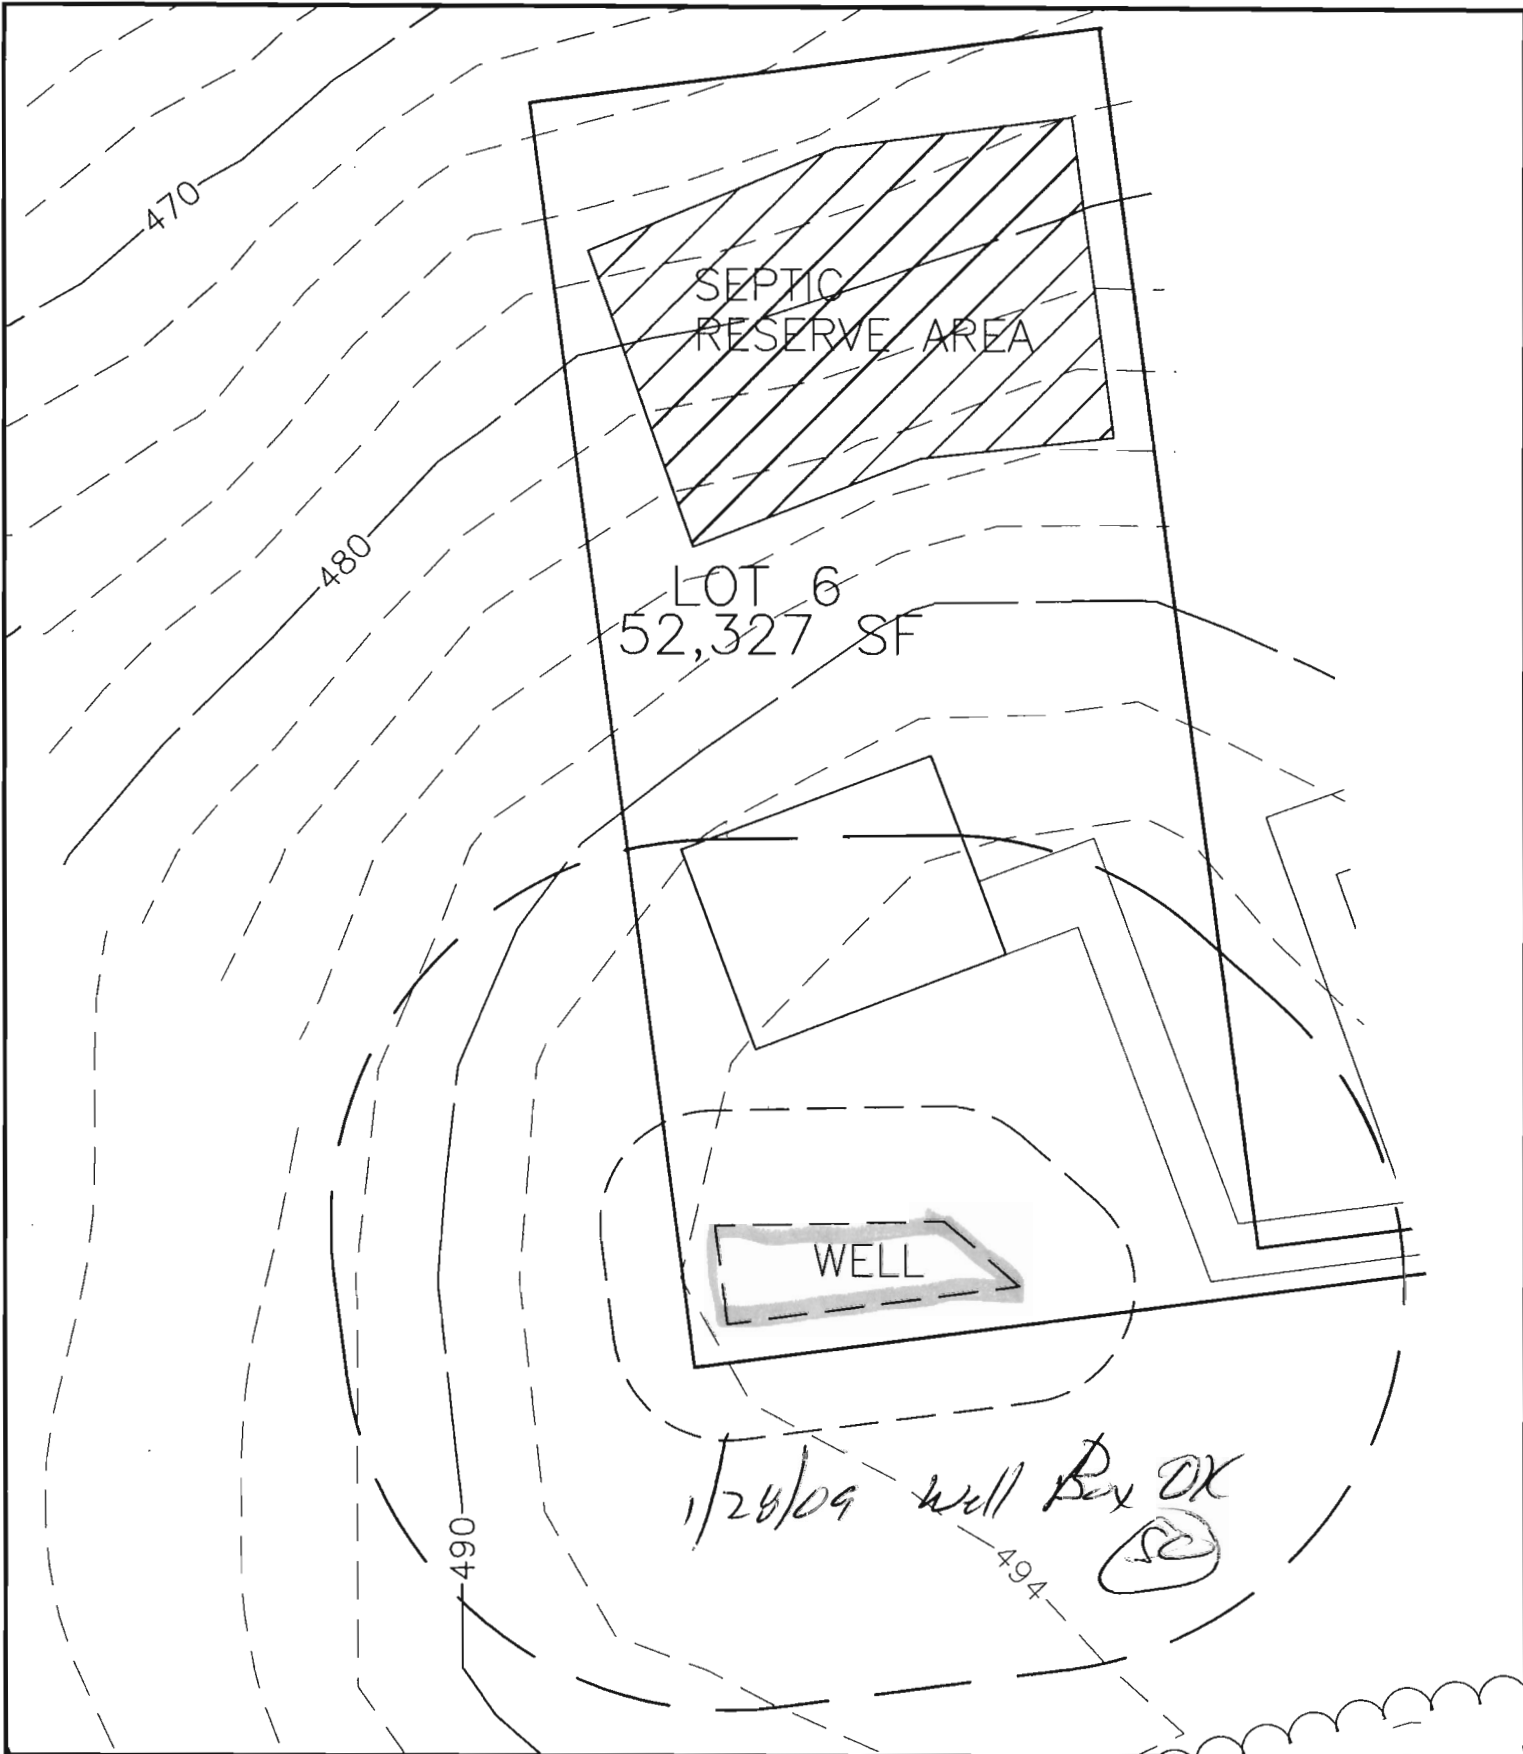 470
SEPTIC
RESERVE AREA
480
LOT 6
52,327 SF
WELL
1/28/09 Well Box OK
SC
490
494